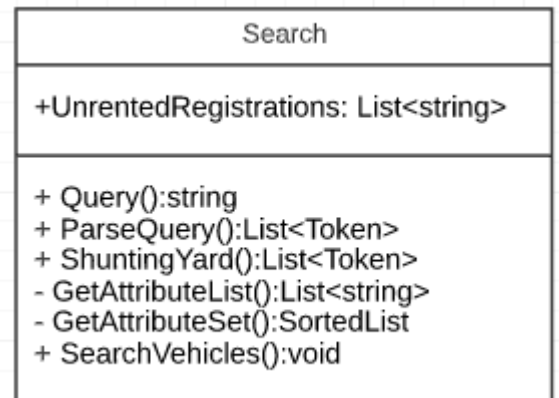 Search
+UnrentedRegistrations: List<string>
+ Query():string
+ ParseQuery():List<Token>
+ ShuntingYard():List<Token>
- GetAttributeList():List<string>
- GetAttributeSet():SortedList
+ SearchVehicles():void